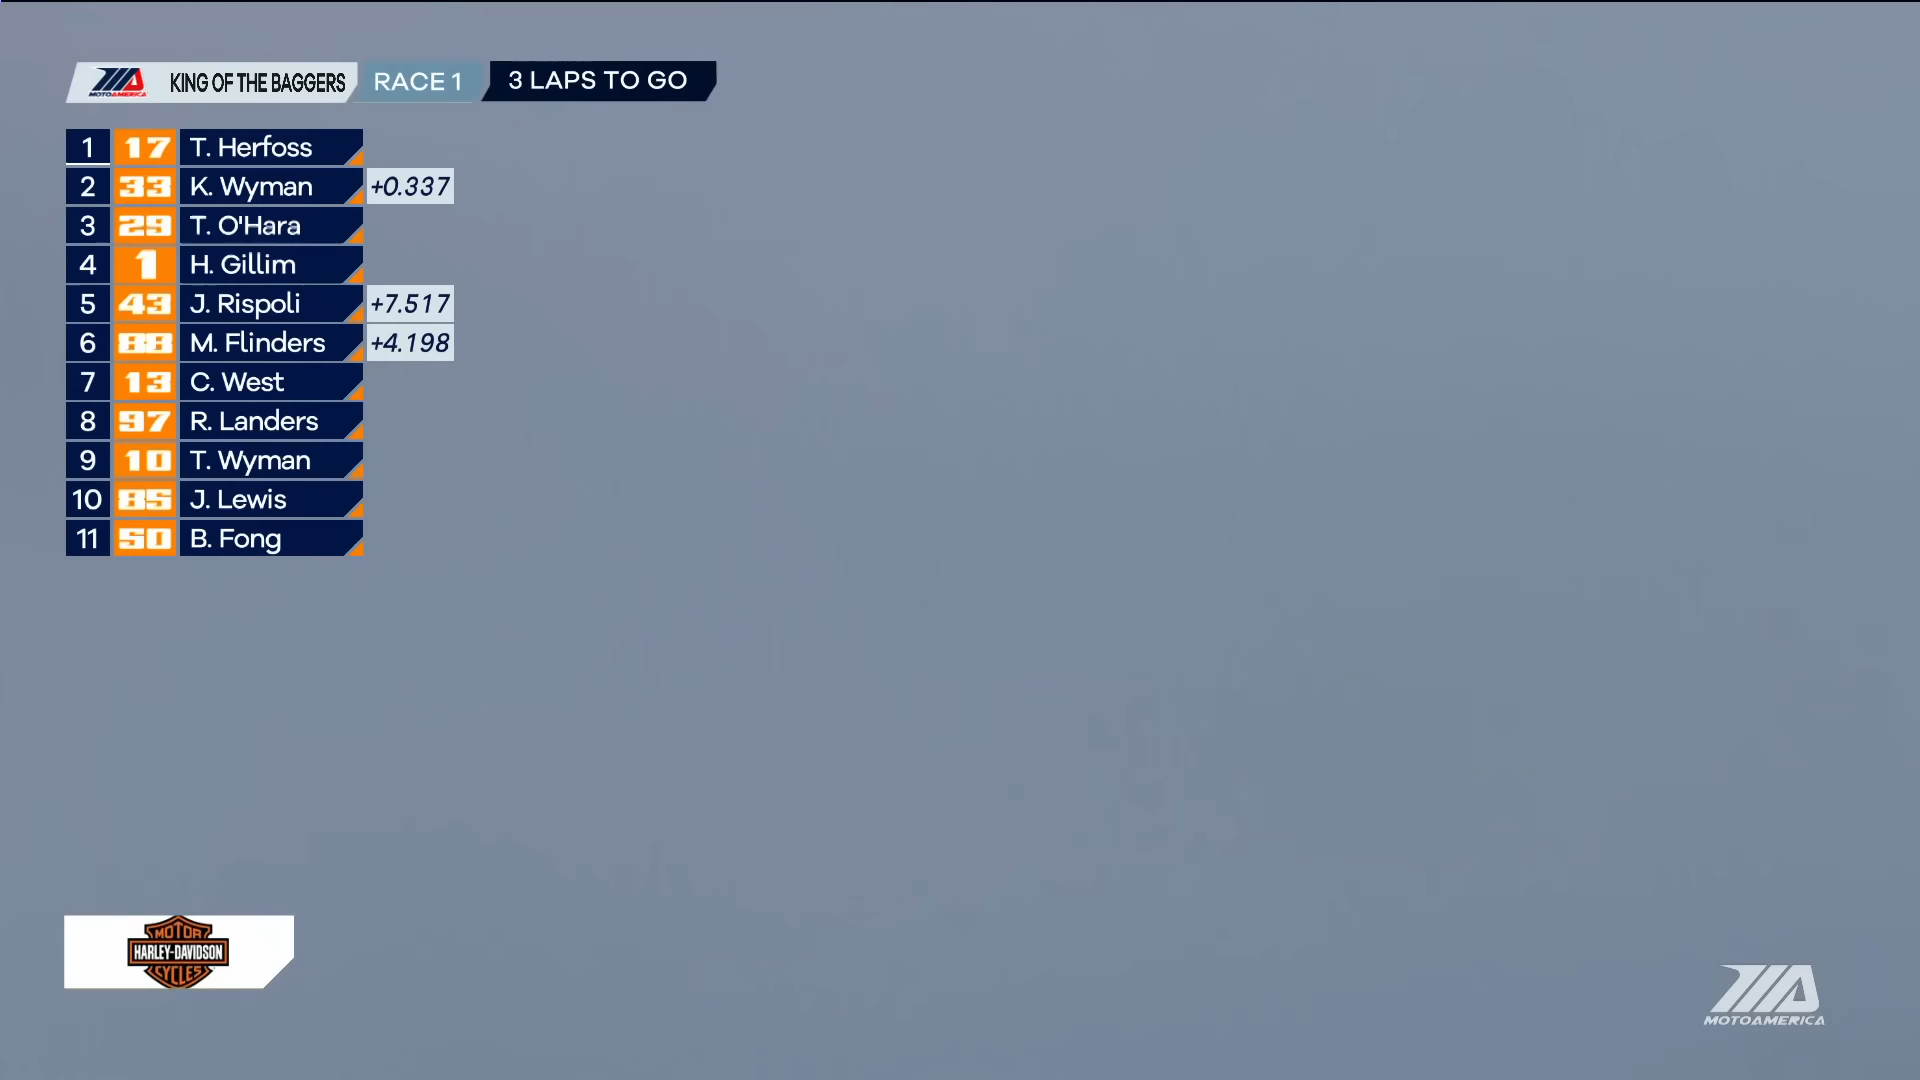 MOTOAMERICA KING OF THE BAGGERS RACE 1 3 LAPS TO GO
1 17 T. Herfoss
2 33 K. Wyman +0.337
3 29 T. O'Hara
4 1 H. Gillim
5 43 J. Rispoli +7.517
6 88 M. Flinders +4.198
7 13 C. West
8 97 R. Landers
9 10 T. Wyman
10 85 J. Lewis
11 50 B. Fong
MOTOR
HARLEY-DAVIDSON
CYCLES
MOTOAMERICA